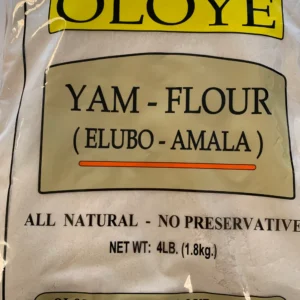 OLOYE
YAM - FLOUR
( ELUBO - AMALA )
ALL NATURAL - NO PRESERVATIVE
NET WT: 4LB. (1.8kg.)